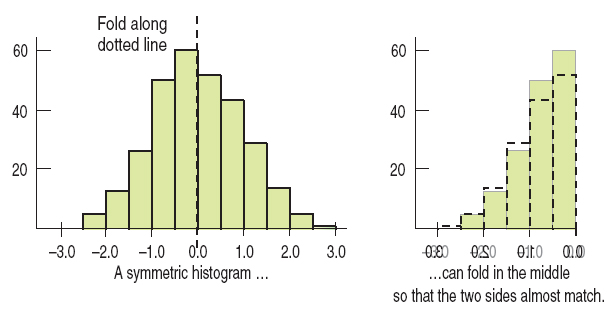 Fold along
dotted line
60
40
20
-3.0 -2.0 -1.0 0.0 1.0 2.0 3.0
A symmetric histogram ...
60
40
20
...can fold in the middle
so that the two sides almost match.